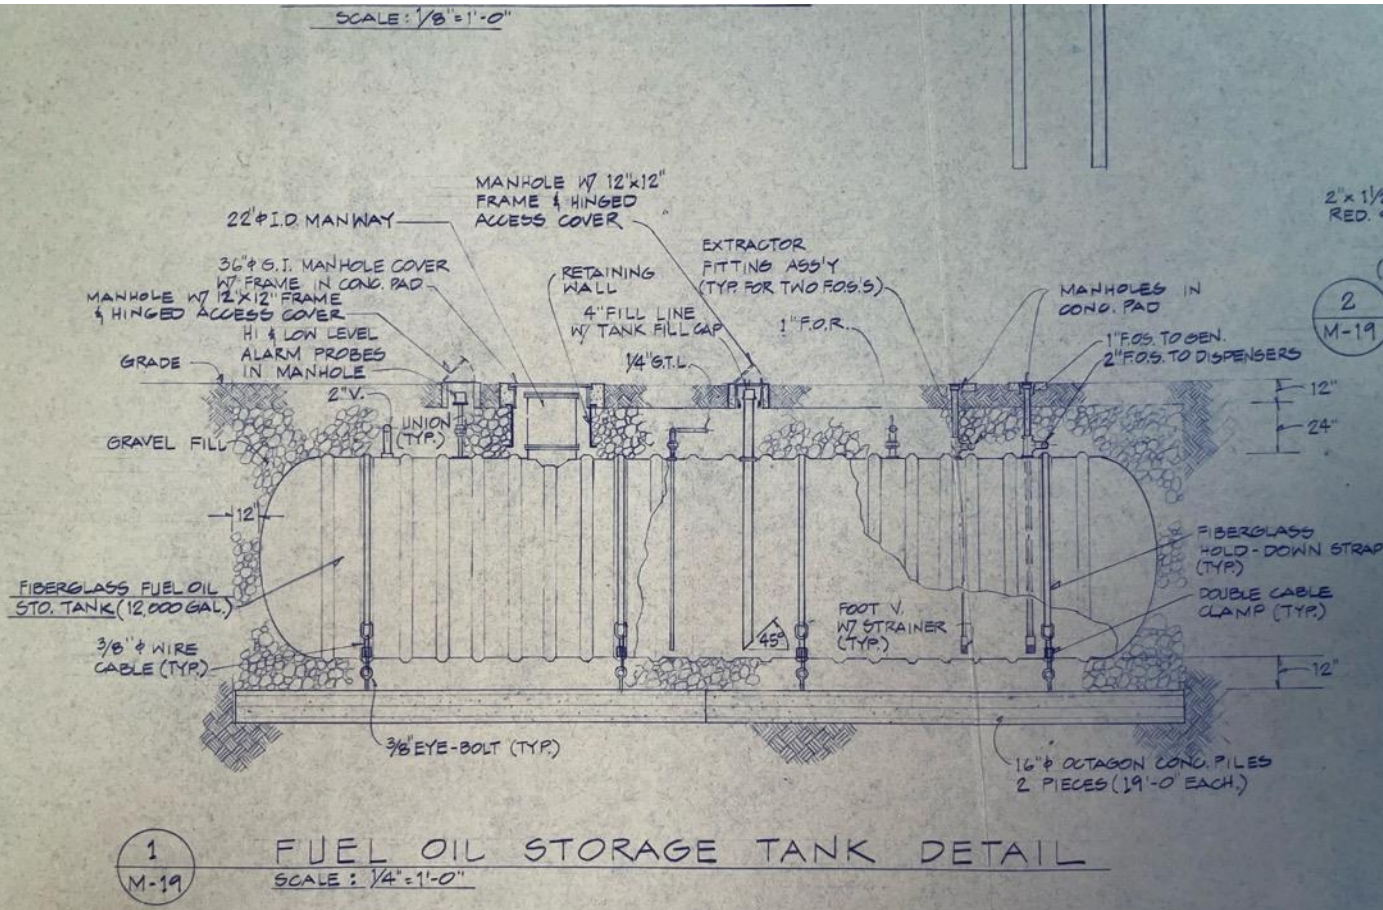 SCALE: 1/8"=1'-0"
MANHOLE W/ 12"x12"
FRAME & HINGED
ACCESS COVER
22"φ I.D. MANWAY
36"φ G.I. MANHOLE COVER
W/ FRAME IN CONC. PAD
MANHOLE W/ 12"x12" FRAME
& HINGED ACCESS COVER
HI & LOW LEVEL
ALARM PROBES
IN MANHOLE
GRADE
2"V.
UNION
(TYP.)
GRAVEL FILL
RETAINING
WALL
4" FILL LINE
W/ TANK FILL CAP
1/4" G.T.L.
EXTRACTOR
FITTING ASS'Y
(TYP. FOR TWO F.O.S.'S)
1" F.O.R.
MANHOLES IN
CONC. PAD
1" F.O.S. TO GEN.
2" F.O.S. TO DISPENSERS
2" x 1 1/2
RED.
2
M-19
12"
24"
12"
FIBERGLASS FUEL OIL
STO. TANK (12,000 GAL.)
3/8"φ WIRE
CABLE (TYP.)
45°
FOOT V.
W/ STRAINER
(TYP.)
FIBERGLASS
HOLD-DOWN STRAP
(TYP.)
DOUBLE CABLE
CLAMP (TYP.)
12"
3/8" EYE-BOLT (TYP.)
16"φ OCTAGON CONC. PILES
2 PIECES (19'-0" EACH.)
1
M-19
FUEL OIL STORAGE TANK DETAIL
SCALE: 1/4"=1'-0"